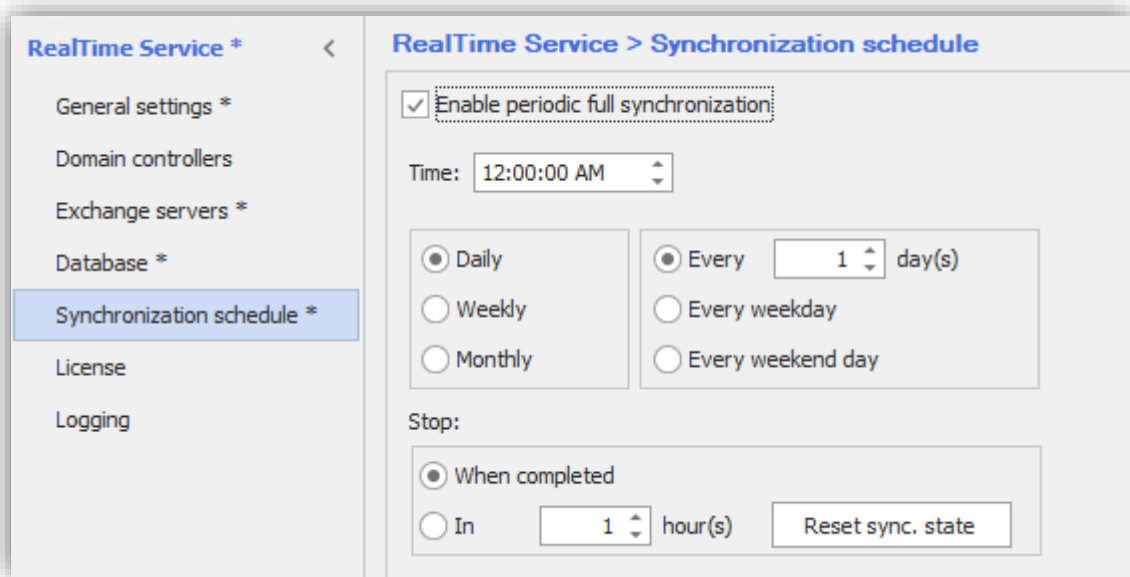 RealTime Service *
General settings *
Domain controllers
Exchange servers *
Database *
Synchronization schedule *
License
Logging
RealTime Service > Synchronization schedule
Enable periodic full synchronization
Time: 12:00:00 AM
Daily
Weekly
Monthly
Every 1 day(s)
Every weekday
Every weekend day
Stop:
When completed
In 1 hour(s) Reset sync. state